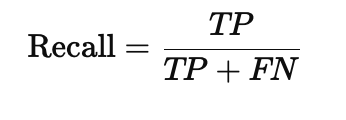 Recall = TP / TP + FN